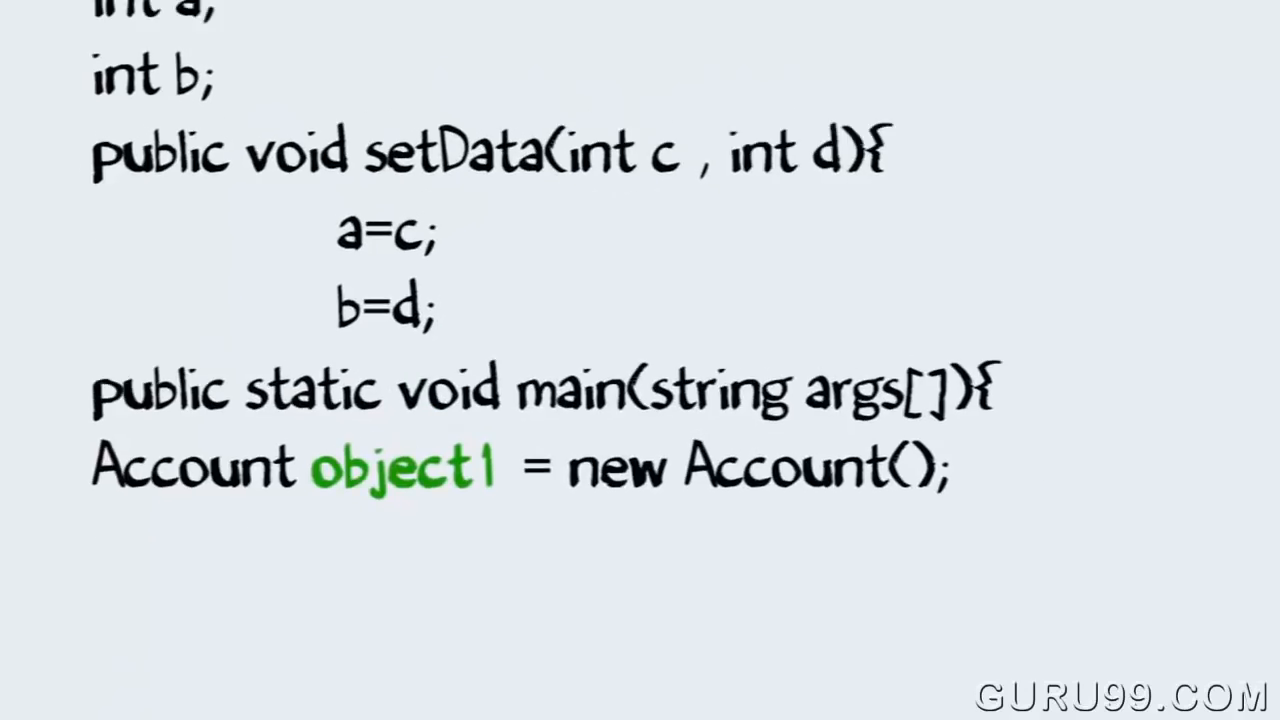 int a;
int b;
public void setData(int c , int d){
a=c;
b=d;
public static void main(string args[]){
Account object1 = new Account();
GURU99.COM